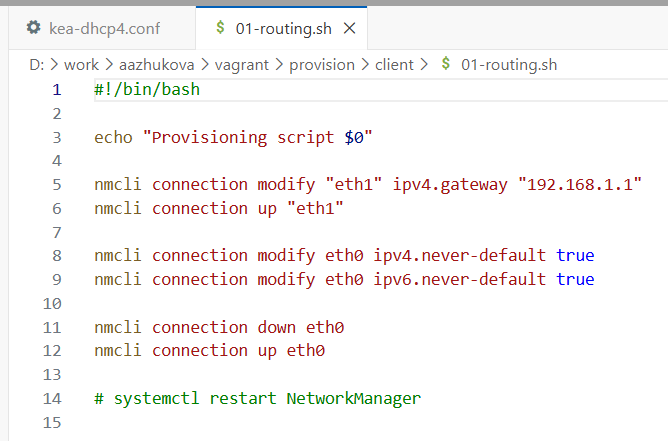 kea-dhcp4.conf $ 01-routing.sh ×
D: > work > aazhukova > vagrant > provision > client > $ 01-routing.sh
1 #!/bin/bash
2
3 echo "Provisioning script $0"
4
5 nmcli connection modify "eth1" ipv4.gateway "192.168.1.1"
6 nmcli connection up "eth1"
7
8 nmcli connection modify eth0 ipv4.never-default true
9 nmcli connection modify eth0 ipv6.never-default true
10
11 nmcli connection down eth0
12 nmcli connection up eth0
13
14 # systemctl restart NetworkManager
15